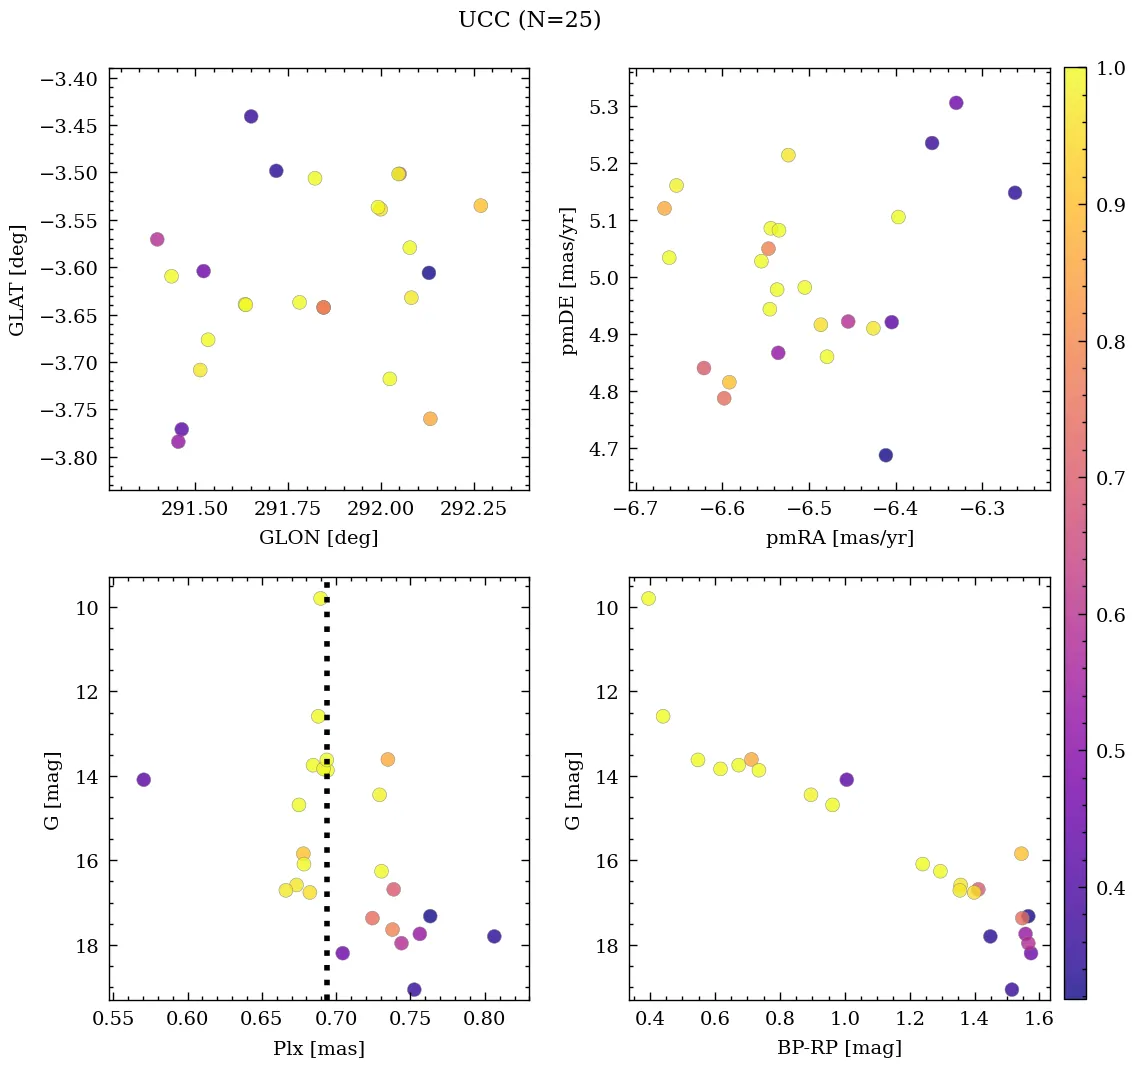 UCC (N=25)
−3.40
−3.45
−3.50
−3.55
−3.60
−3.65
−3.70
−3.75
−3.80
GLAT [deg]
291.50 291.75 292.00 292.25
GLON [deg]
5.3
5.2
5.1
5.0
4.9
4.8
4.7
pmDE [mas/yr]
−6.7 −6.6 −6.5 −6.4 −6.3
pmRA [mas/yr]
1.0
0.9
0.8
0.7
0.6
0.5
0.4
10
12
14
16
18
G [mag]
0.55 0.60 0.65 0.70 0.75 0.80
Plx [mas]
10
12
14
16
18
G [mag]
0.4 0.6 0.8 1.0 1.2 1.4 1.6
BP-RP [mag]